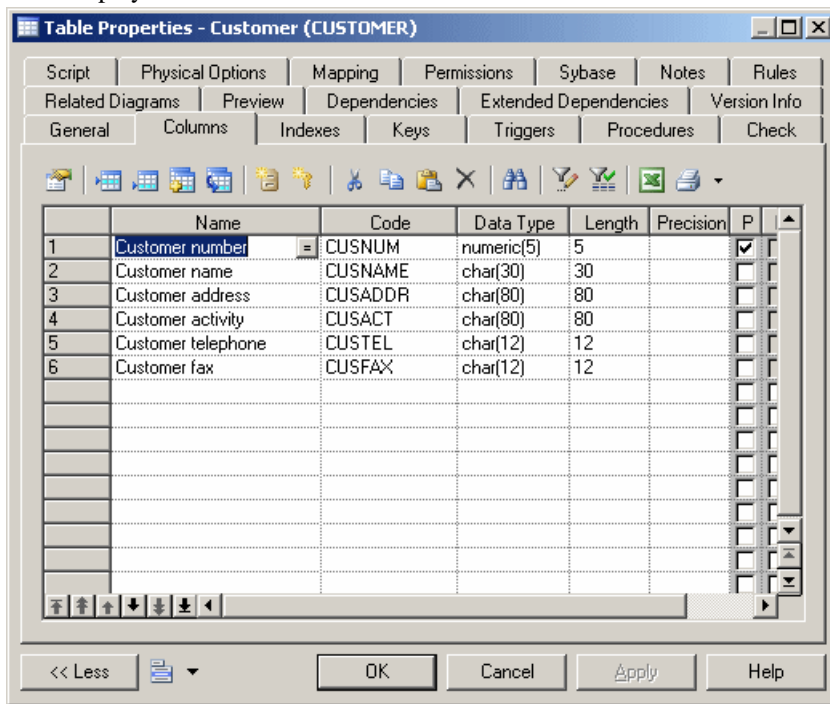 Table Properties - Customer (CUSTOMER)
Script Physical Options Mapping Permissions Sybase Notes Rules
Related Diagrams Preview Dependencies Extended Dependencies Version Info
General Columns Indexes Keys Triggers Procedures Check
Name Code Data Type Length Precision P
1 Customer number = CUSNUM numeric(5) 5
2 Customer name CUSNAME char(30) 30
3 Customer address CUSADDR char(80) 80
4 Customer activity CUSACT char(80) 80
5 Customer telephone CUSTEL char(12) 12
6 Customer fax CUSFAX char(12) 12
<< Less OK Cancel Apply Help